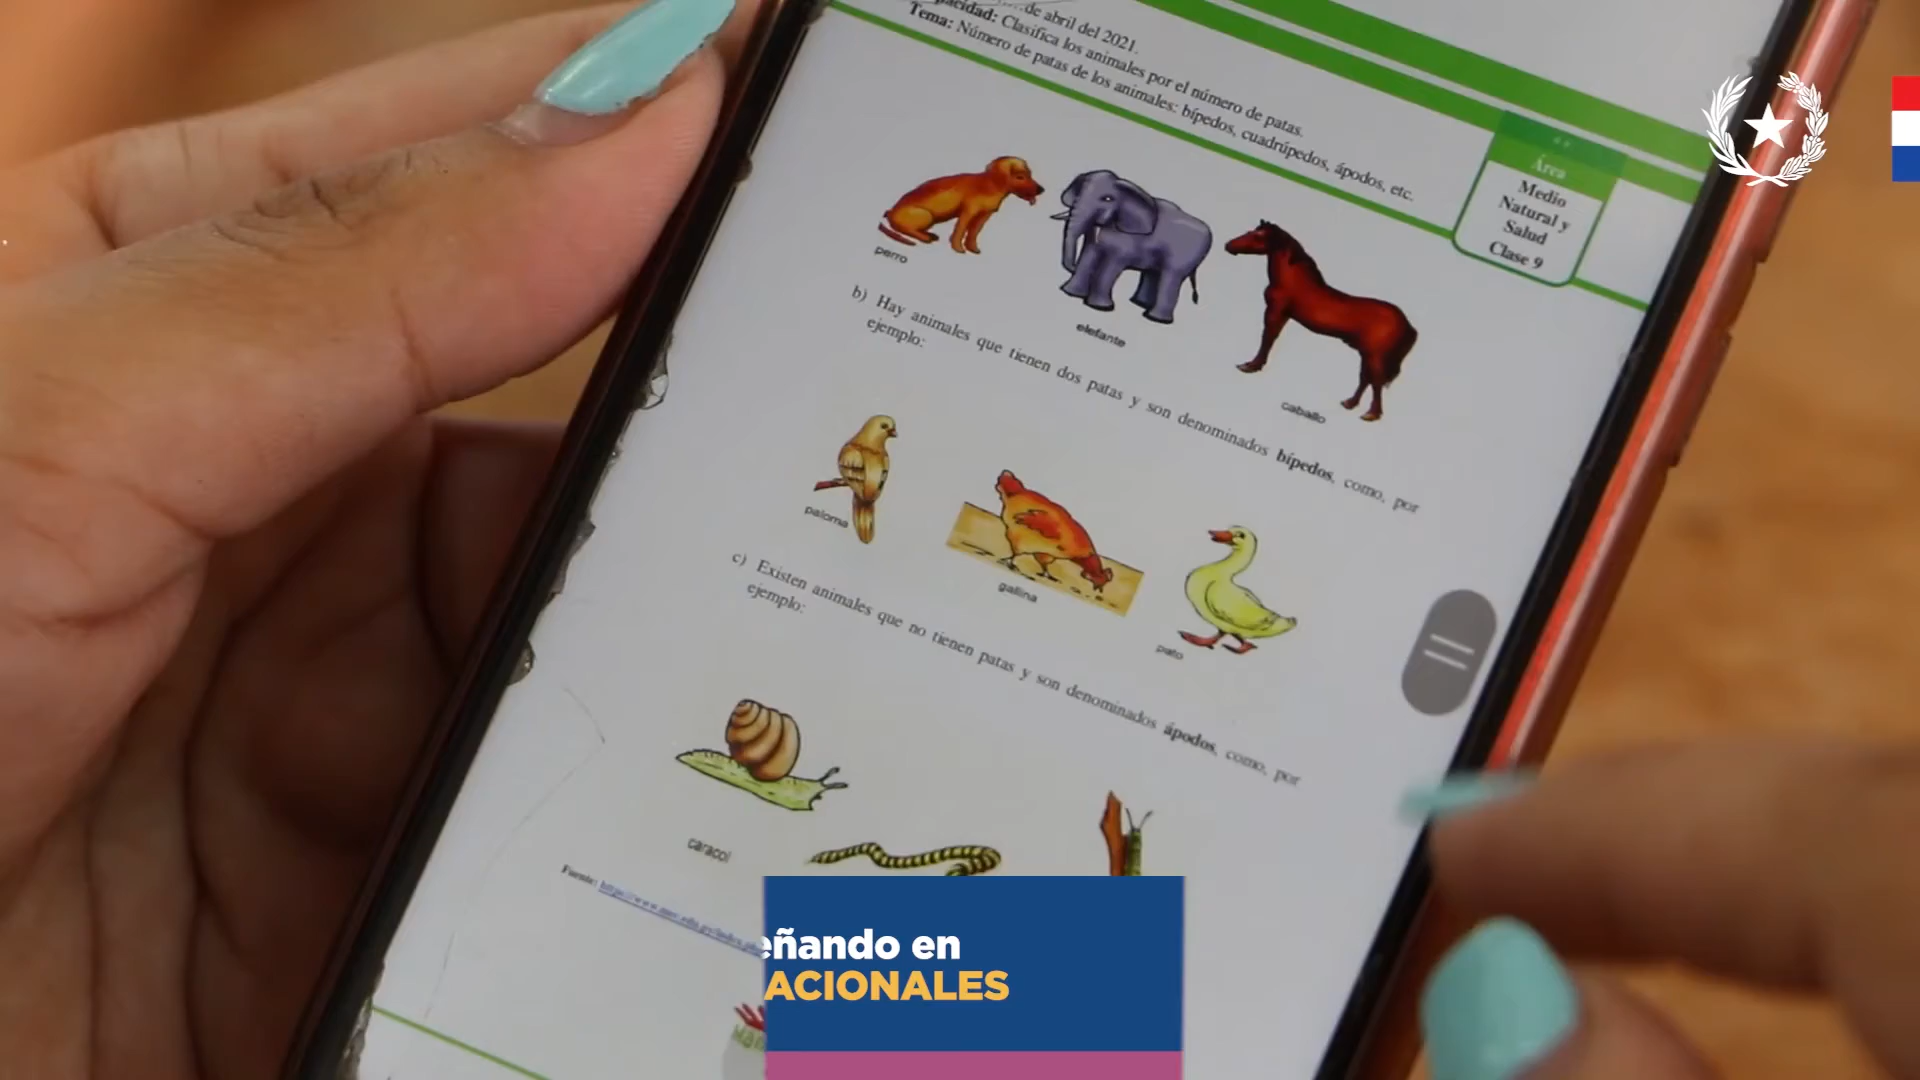 de abril del 2021.
Clasifica los animales por el número de patas.
Tema: Número de patas de los animales: bípedos, cuadrúpedos, ápodos, etc.
Área
Medio
Natural y
Salud
Clase 9
perro
elefante
caballo
b) Hay animales que tienen dos patas y son denominados bípedos, como, por
ejemplo:
paloma
gallina
pato
c) Existen animales que no tienen patas y son denominados ápodos, como, por
ejemplo:
caracol
Fuente:
eñando en
ACIONALES